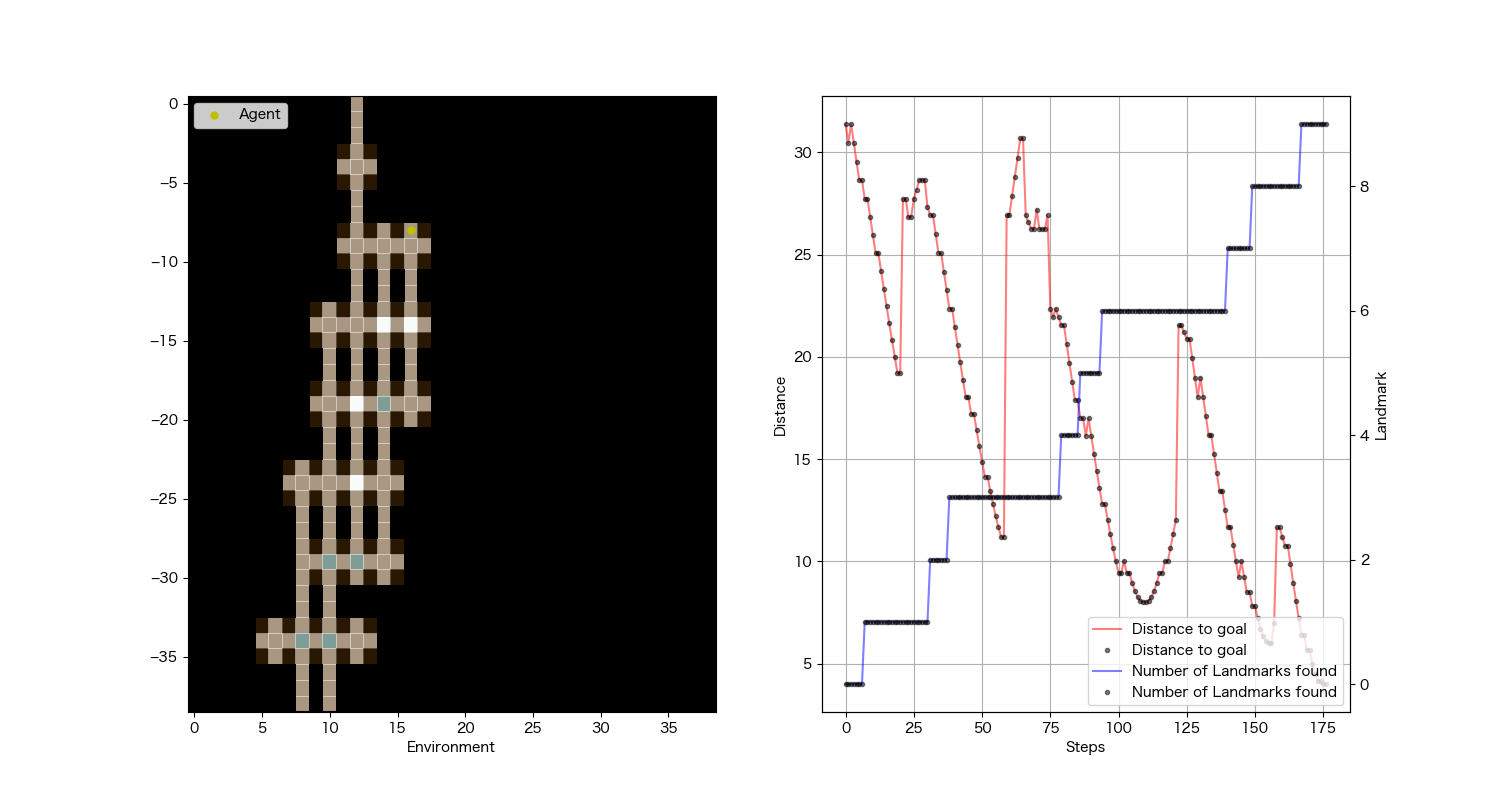 Agent
0
−5
−10
−15
−20
−25
−30
−35
0 5 10 15 20 25 30 35
Environment
Distance
30
25
20
15
10
5
0 25 50 75 100 125 150 175
Steps
8
6
4
2
0
Landmark
Distance to goal
Distance to goal
Number of Landmarks found
Number of Landmarks found